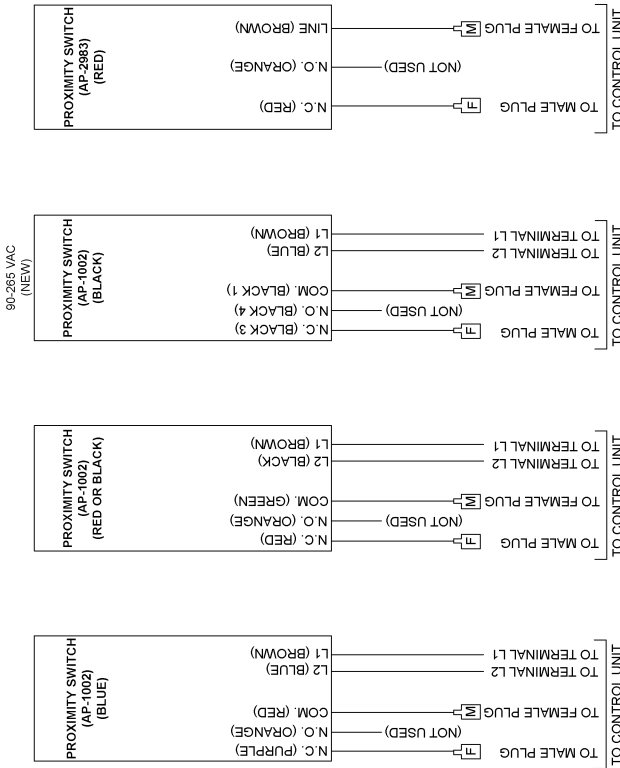 PROXIMITY SWITCH
(AP-2983)
(RED)
LINE (BROWN)
TO FEMALE PLUG
M
N.O. (ORANGE)
(NOT USED)
N.C. (RED)
TO MALE PLUG
F
TO CONTROL UNIT
90-265 VAC
(NEW)
PROXIMITY SWITCH
(AP-1002)
(BLACK)
L1 (BROWN)
TO TERMINAL L1
L2 (BLUE)
TO TERMINAL L2
COM. (BLACK 1)
TO FEMALE PLUG
M
N.O. (BLACK 4)
(NOT USED)
N.C. (BLACK 3
TO MALE PLUG
F
TO CONTROL UNIT
PROXIMITY SWITCH
(AP-1002)
(RED OR BLACK)
L1 (BROWN)
TO TERMINAL L1
L2 (BLACK)
TO TERMINAL L2
COM. (GREEN)
TO FEMALE PLUG
M
N.O. (ORANGE)
(NOT USED)
N.C. (RED)
TO MALE PLUG
F
TO CONTROL UNIT
PROXIMITY SWITCH
(AP-1002)
(BLUE)
L1 (BROWN)
TO TERMINAL L1
L2 (BLUE)
TO TERMINAL L2
COM. (RED)
TO FEMALE PLUG
M
N.O. (ORANGE)
(NOT USED)
N.C. (PURPLE)
TO MALE PLUG
F
TO CONTROL UNIT